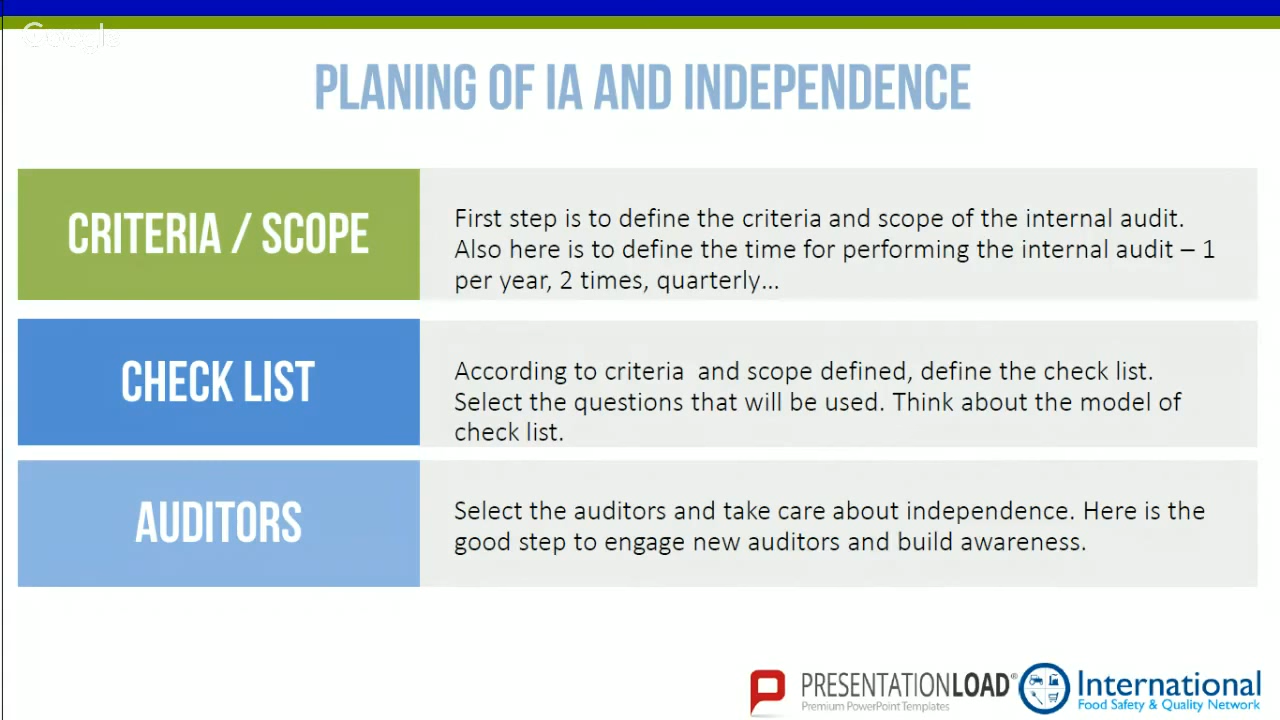 Google
PLANING OF IA AND INDEPENDENCE
CRITERIA / SCOPE
First step is to define the criteria and scope of the internal audit.
Also here is to define the time for performing the internal audit – 1
per year, 2 times, quarterly...
CHECK LIST
According to criteria and scope defined, define the check list.
Select the questions that will be used. Think about the model of
check list.
AUDITORS
Select the auditors and take care about independence. Here is the
good step to engage new auditors and build awareness.
PRESENTATIONLOAD®
Premium PowerPoint Templates
International
Food Safety & Quality Network